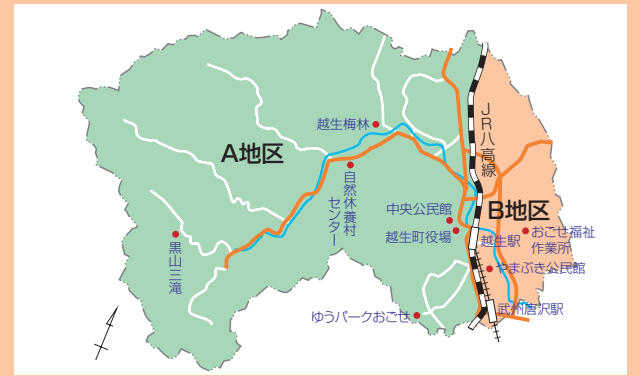 越生梅林
A地区
自然休養村
センター
黒山三滝
JR八高線
中央公民館
越生町役場
B地区
越生駅
おごせ福祉
作業所
やまぶき公民館
武州唐沢駅
ゆうパークおごせ